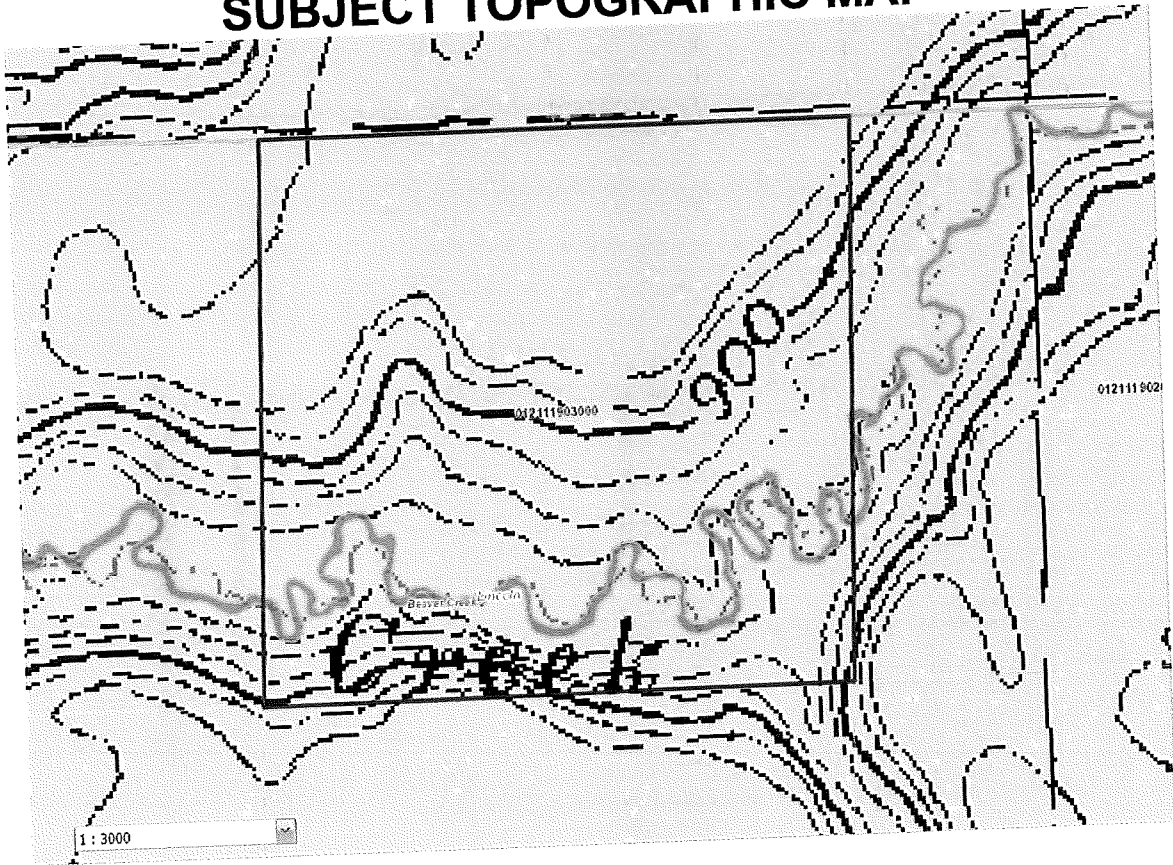 SUBJECT TOPOGRAPHIC MAP
012111903000
900
Beaver Creek
Creek
1 : 3000